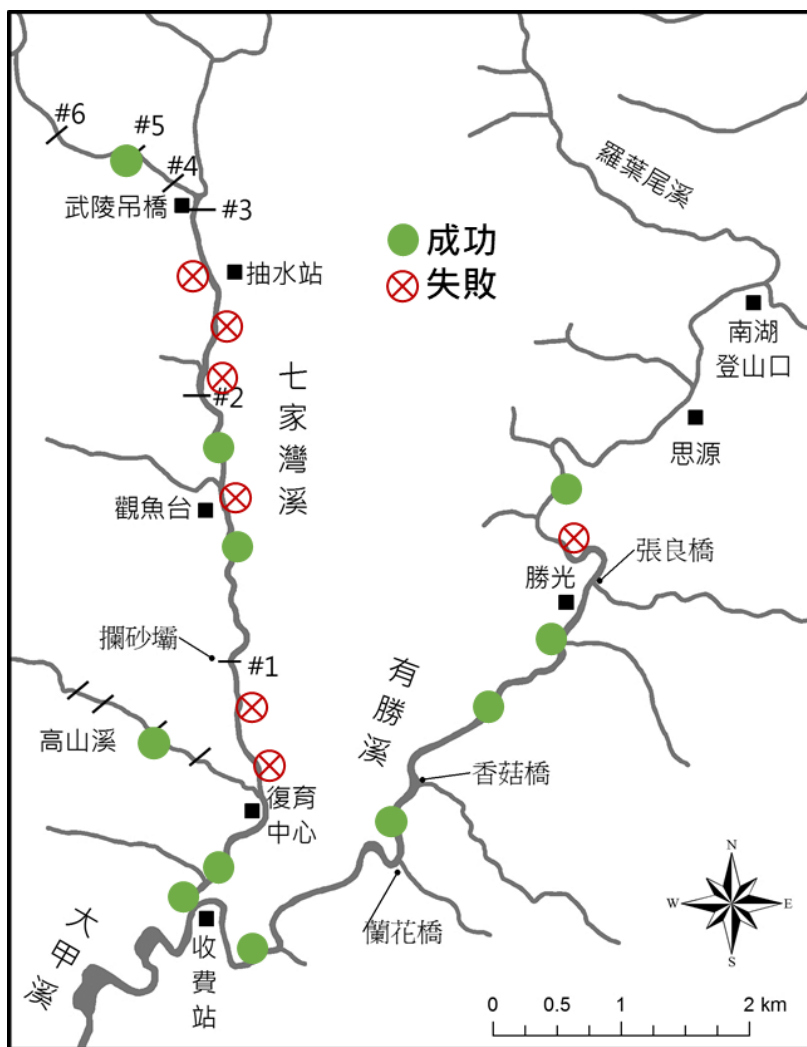 #6
#5
#4
武陵吊橋
#3
抽水站
成功
失敗
羅葉尾溪
南湖
登山口
思源
#2
七家灣溪
觀魚台
張良橋
勝光
攔砂壩
#1
有勝溪
高山溪
香菇橋
復育
中心
蘭花橋
大甲溪
收費站
N
W
E
S
0 0.5 1 2 km